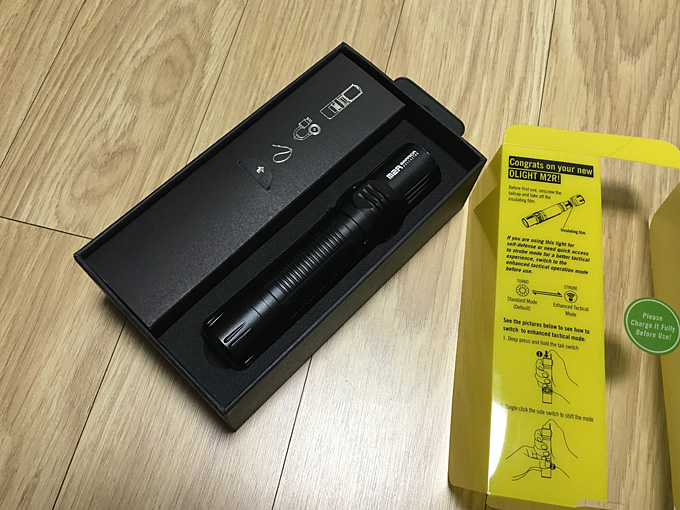 M2R
Congrats on your new
OLIGHT M2R!
Before first use, unscrew the
tailcap and take off the
insulating film.
Insulating film
If you are using this light for
self-defense or need quick access
to strobe mode for a better tactical
experience, switch to the
enhanced tactical operation mode
before use.
TURBO
STROBE
Standard Mode
(Default)
Enhanced Tactical
Mode
See the pictures below to see how to
switch to enhanced tactical mode:
1. Deep press and hold the tail switch
Single click the side switch to shift the mode
Please
Charge It Fully
Before Use!